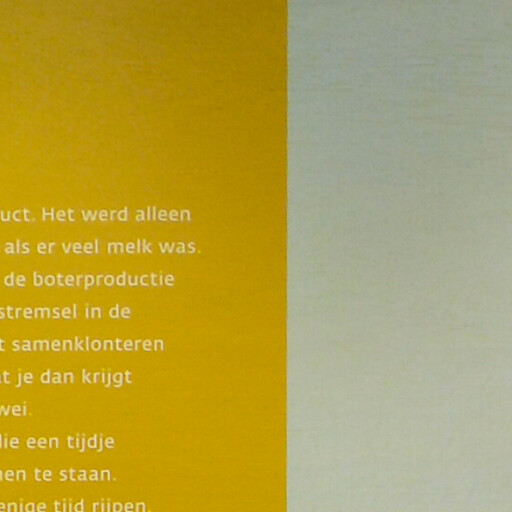 uct. Het werd alleen
als er veel melk was.
de boterproductie
stremsel in de
t samenklonteren
t je dan krijgt
wei.
lie een tijdje
en te staan.
enige tijd rijpen.